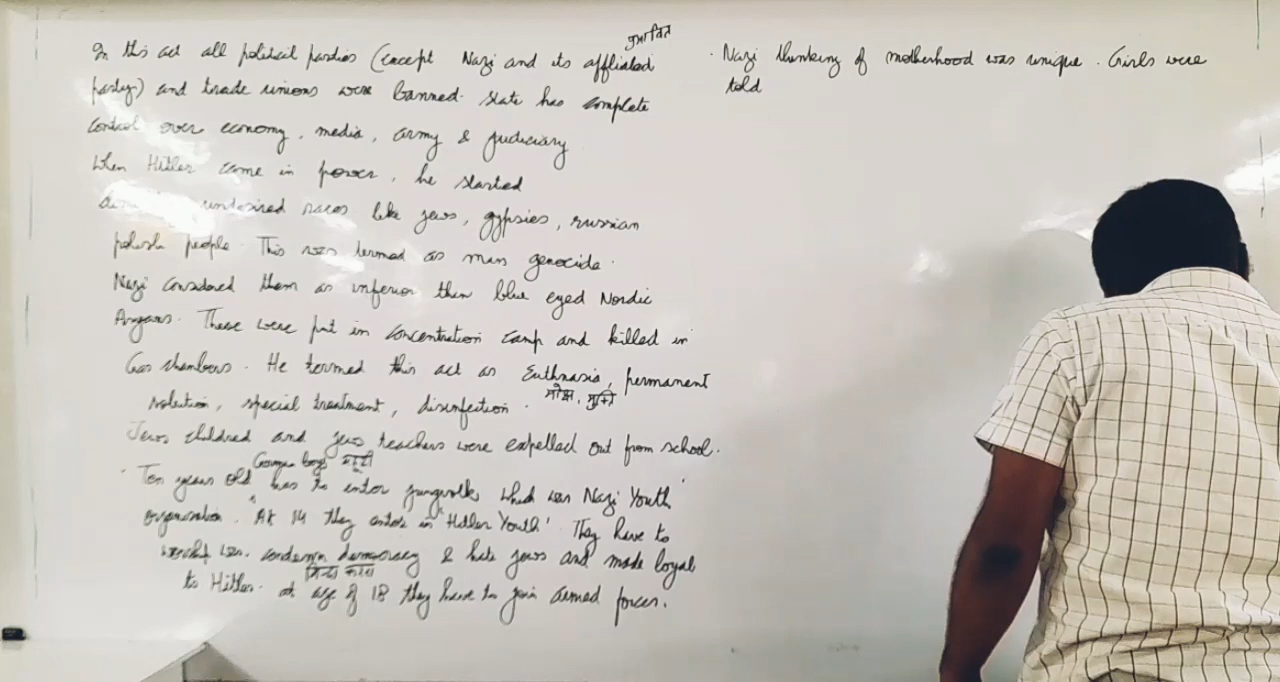 प्रभावित
In this act all political parties (except Nazi and its affliated
party) and trade unions were banned. State has complete
control over economy, media, army & judiciary
When Hitler came in power, he started
undesired races like jews, gypsies, russian
polish people. This was termed as mass genocide.
Nazi considered them as inferior then blue eyed Nordic
Aryans. These were put in concentration camp and killed in
Gas chambers. He termed this act as Euthnasia, permanent
मोक्ष, मुक्ति
solution, special treatment, disinfection.
Jews childred and jews teachers were expelled out from school.
German boys
Ten years old has to enter jungvolk which was Nazi Youth
organisation. At 14 they enter in "Hitler Youth'. They have to
worship war, condemn democracy & hate jews and made loyal
निन्दा करना
to Hitler. at age of 18 they have to join armed forces.
· Nazi thinking of motherhood was unique. Girls were
told